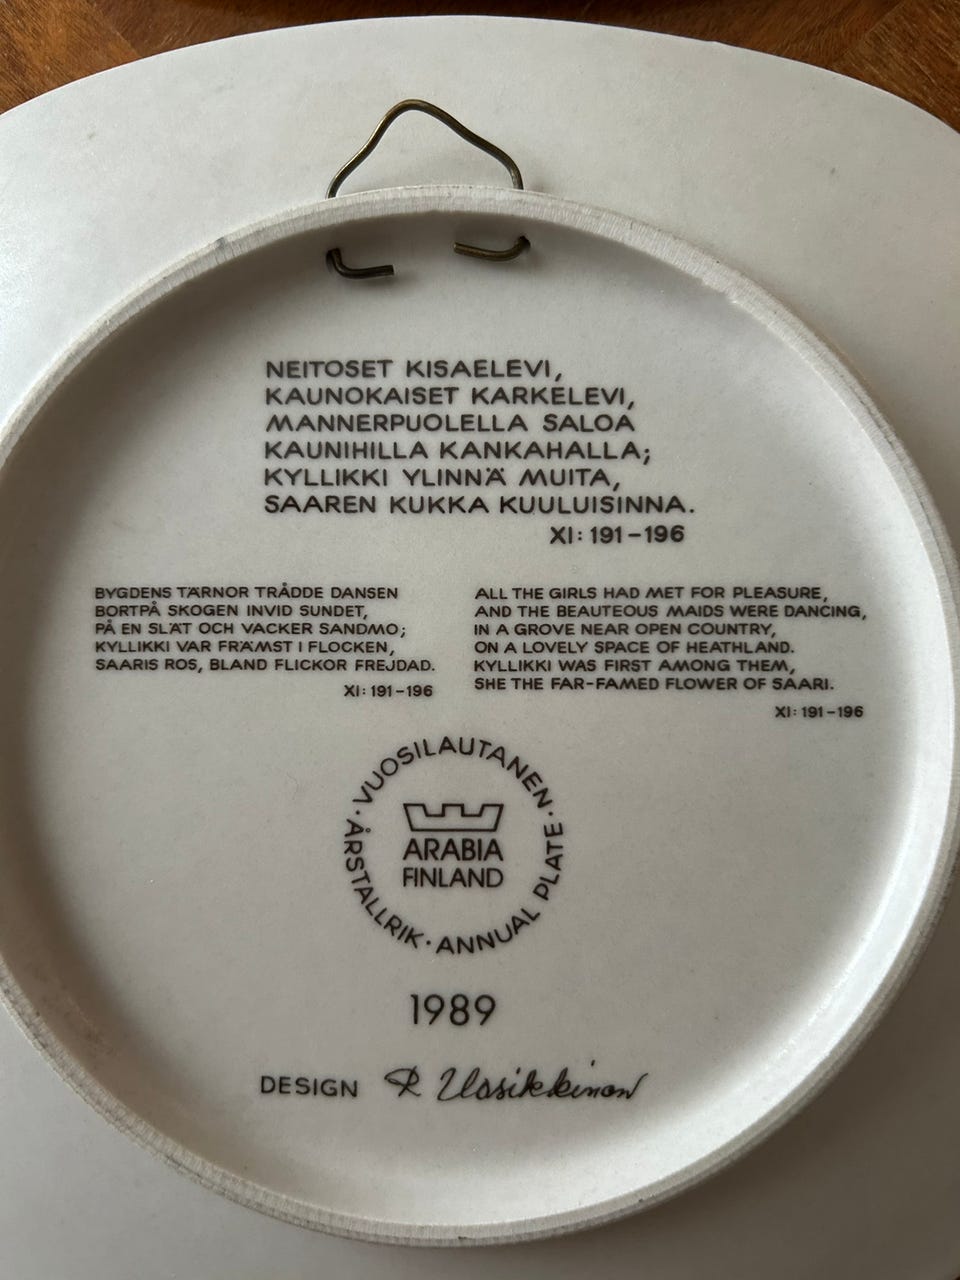 NEITOSET KISAELEVI,
KAUNOKAISET KARKELEVI,
MANNERPUOLELLA SALOA
KAUNIHILLA KANKAHALLA;
KYLLIKKI YLINNÄ MUITA,
SAAREN KUKKA KUULUISINNA.
XI: 191–196
BYGDENS TÄRNOR TRÅDDE DANSEN
BORTPÅ SKOGEN INVID SUNDET,
PÅ EN SLÄT OCH VACKER SANDMO;
KYLLIKKI VAR FRÄMST I FLOCKEN,
SAARIS ROS, BLAND FLICKOR FREJDAD.
XI: 191–196
ALL THE GIRLS HAD MET FOR PLEASURE,
AND THE BEAUTEOUS MAIDS WERE DANCING,
IN A GROVE NEAR OPEN COUNTRY,
ON A LOVELY SPACE OF HEATHLAND.
KYLLIKKI WAS FIRST AMONG THEM,
SHE THE FAR-FAMED FLOWER OF SAARI.
XI: 191–196
· VUOSILAUTANEN · ANNUAL PLATE · ÅRSTALLRIK
ARABIA
FINLAND
1989
DESIGN R Uosikkinen